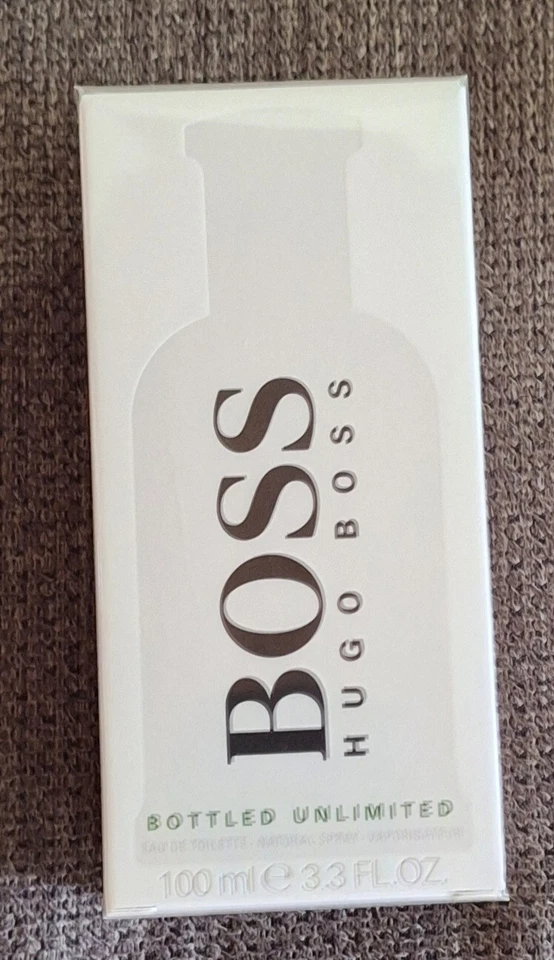 BOSS
HUGO BOSS
BOTTLED UNLIMITED
EAU DE TOILETTE · NATURAL SPRAY · VAPORISATEUR
100 ml ℮ 3.3 FL.OZ.